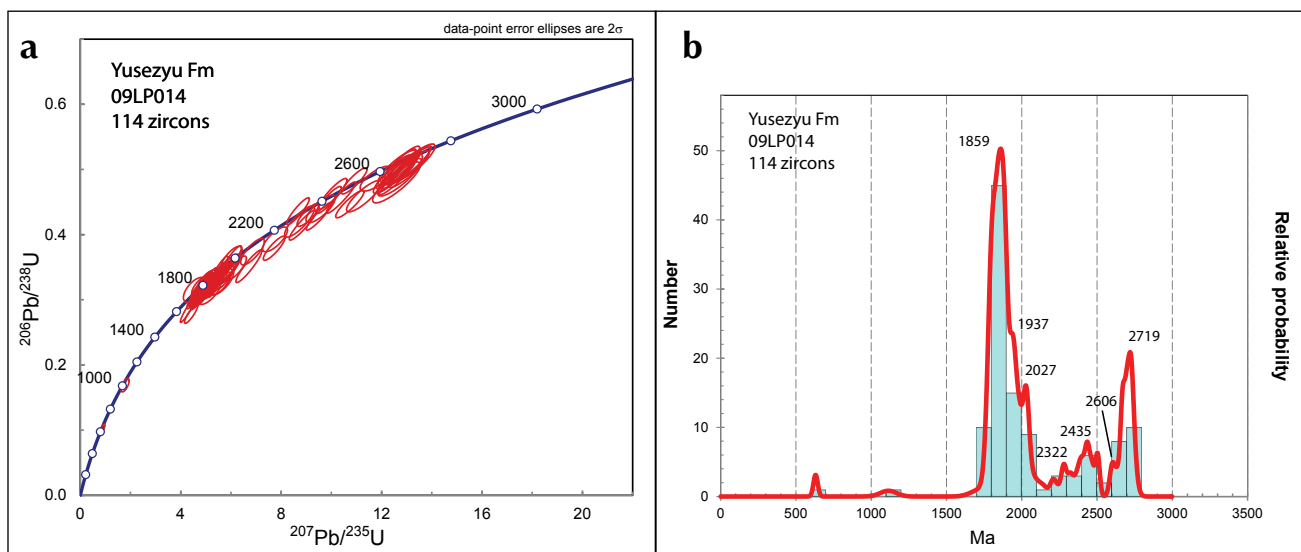 a
data-point error ellipses are 2σ
Yusezyu Fm
09LP014
114 zircons
206Pb/238U
0.6
0.4
0.2
0.0
1000
1400
1800
2200
2600
3000
4
8
12
16
20
207Pb/235U
b
Yusezyu Fm
09LP014
114 zircons
Number
50
40
30
20
10
0
1859
1937
2027
2322
2435
2606
2719
0
500
1000
1500
2000
2500
3000
3500
Ma
Relative probability